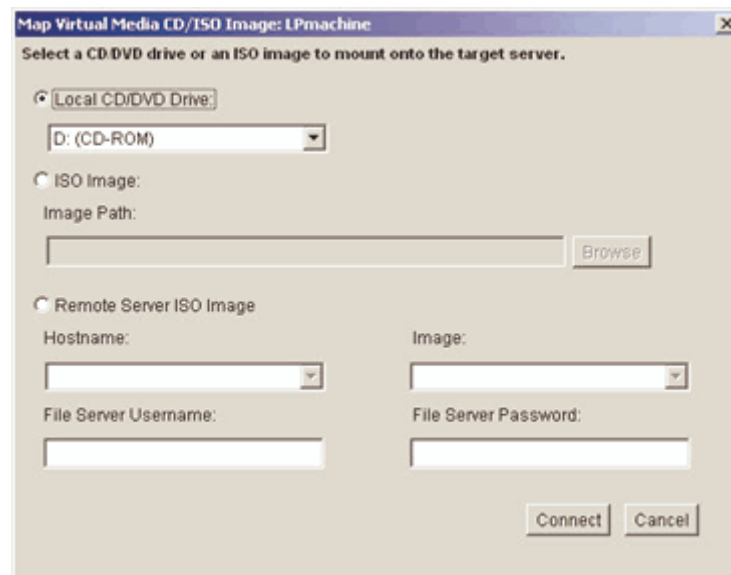 Map Virtual Media CD/ISO Image: LPmachine
Select a CD/DVD drive or an ISO image to mount onto the target server.
Local CD/DVD Drive:
D: (CD-ROM)
ISO Image:
Image Path:
Browse
Remote Server ISO Image
Hostname: Image:
File Server Username: File Server Password:
Connect Cancel